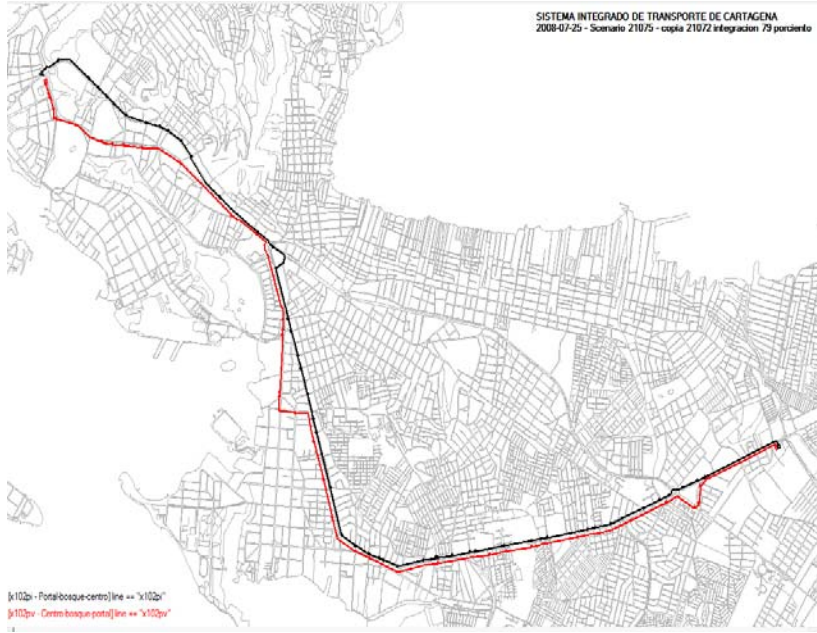 SISTEMA INTEGRADO DE TRANSPORTE DE CARTAGENA
2008-07-25 - Scenario 21075 - copia 21072 integracion 79 porciento
[x102pi - Portal-bosque-centro] line == "x102pi"
[x102pv - Centro-bosque-portal] line == "x102pv"